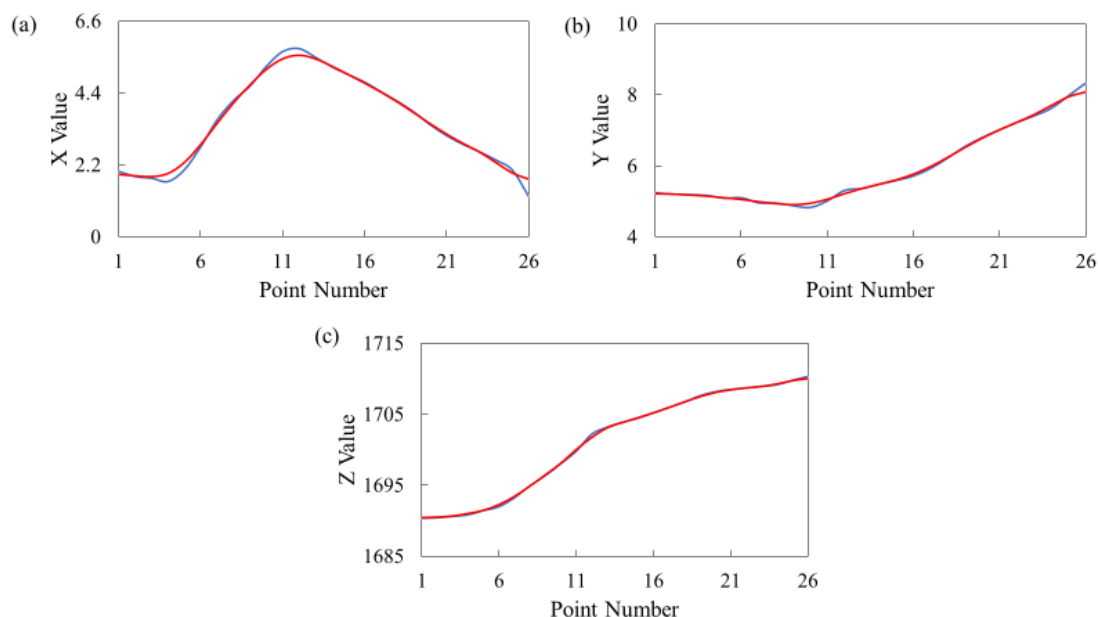 (a)
6.6
4.4
2.2
0
X Value
1 6 11 16 21 26
Point Number
(b)
10
8
6
4
Y Value
1 6 11 16 21 26
Point Number
(c)
1715
1705
1695
1685
Z Value
1 6 11 16 21 26
Point Number